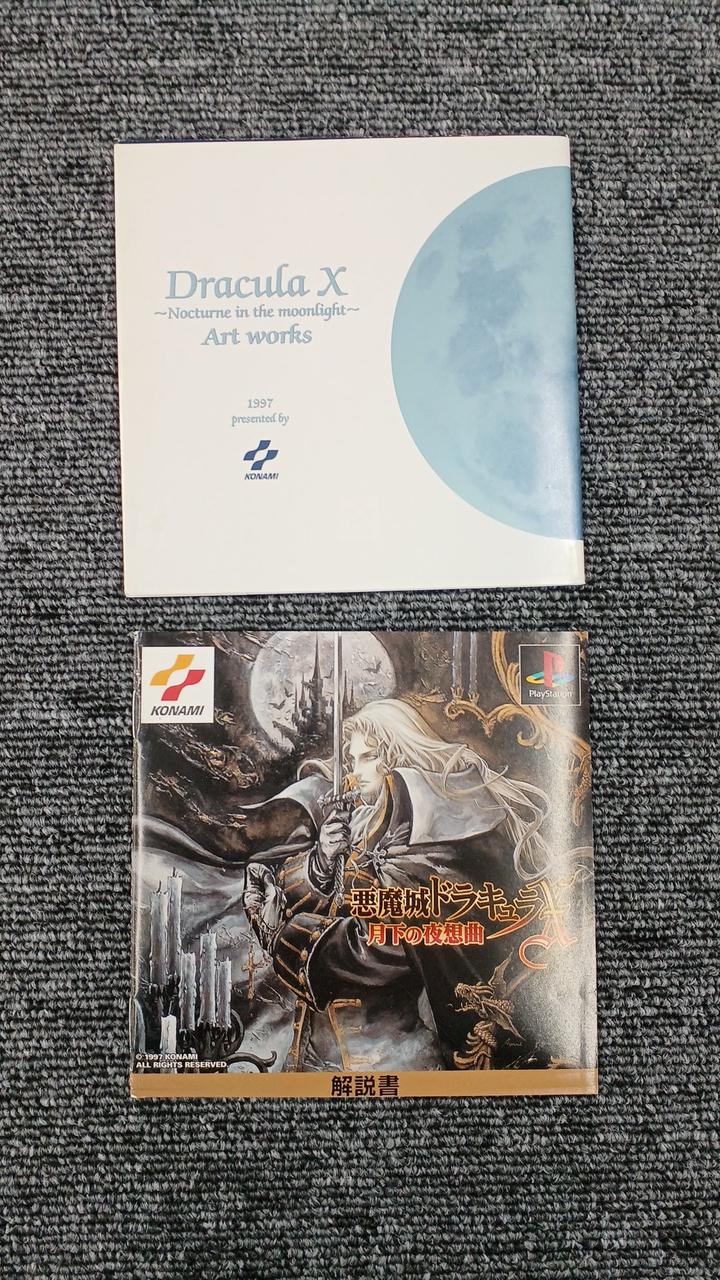 Dracula X
~Nocturne in the moonlight~
Art works
1997
presented by
KONAMI
KONAMI
PlayStation
悪魔城ドラキュラX
月下の夜想曲
© 1997 KONAMI
ALL RIGHTS RESERVED.
解説書